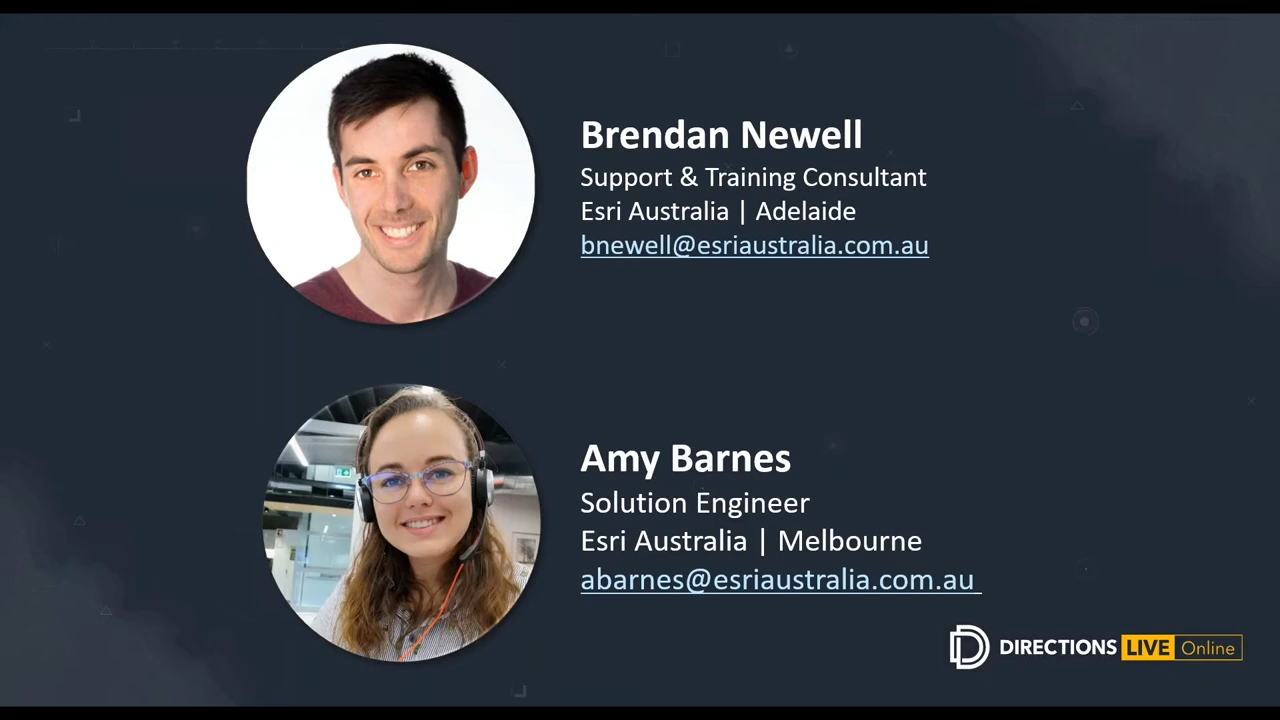 Brendan Newell
Support & Training Consultant
Esri Australia | Adelaide
bnewell@esriaustralia.com.au
Amy Barnes
Solution Engineer
Esri Australia | Melbourne
abarnes@esriaustralia.com.au
DIRECTIONS LIVE Online